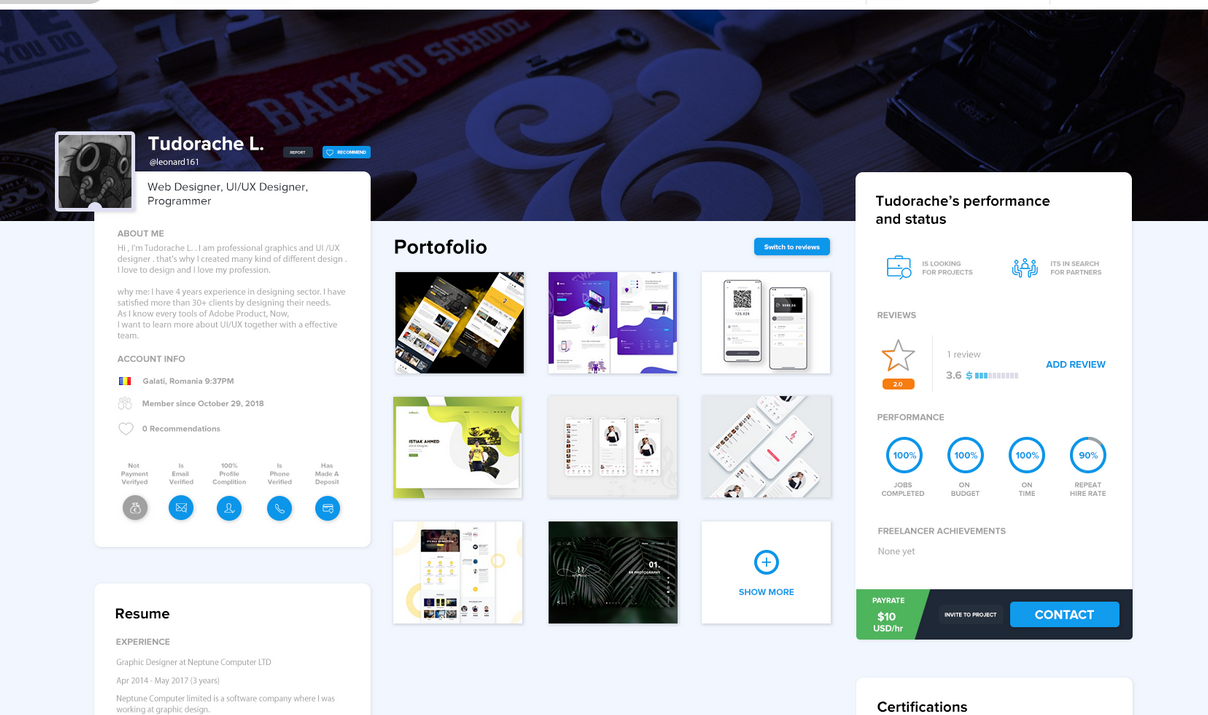 YOU DO
BACK TO SCHOOL
Tudorache L.
@leonard161
REPORT
RECOMMEND
Web Designer, UI/UX Designer,
Programmer
ABOUT ME
Hi , I'm Tudorache L. . I am professional graphics and UI /UX
designer . that's why I created many kind of different design .
I love to design and I love my profession.
why me: I have 4 years experience in designing sector. I have
satisfied more than 30+ clients by designing their needs.
As I know every tools of Adobe Product, Now,
I want to learn more about UI/UX together with a effective
team.
ACCOUNT INFO
Galati, Romania 9:37PM
Member since October 29, 2018
0 Recommendations
Not
Payment
Verifyed
Is
Email
Verified
100%
Profile
Complition
Is
Phone
Verified
Has
Made A
Deposit
Resume
EXPERIENCE
Graphic Designer at Neptune Computer LTD
Apr 2014 - May 2017 (3 years)
Neptune Computer limited is a software company where I was
working at graphic design.
Portofolio
Switch to reviews
ISTIAK AHMED
01.
SHOW MORE
Tudorache's performance
and status
IS LOOKING
FOR PROJECTS
ITS IN SEARCH
FOR PARTNERS
REVIEWS
2.0
1 review
3.6 $
ADD REVIEW
PERFORMANCE
100%
JOBS
COMPLETED
100%
ON
BUDGET
100%
ON
TIME
90%
REPEAT
HIRE RATE
FREELANCER ACHIEVEMENTS
None yet
PAYRATE
$10
USD/hr
INVITE TO PROJECT
CONTACT
Certifications